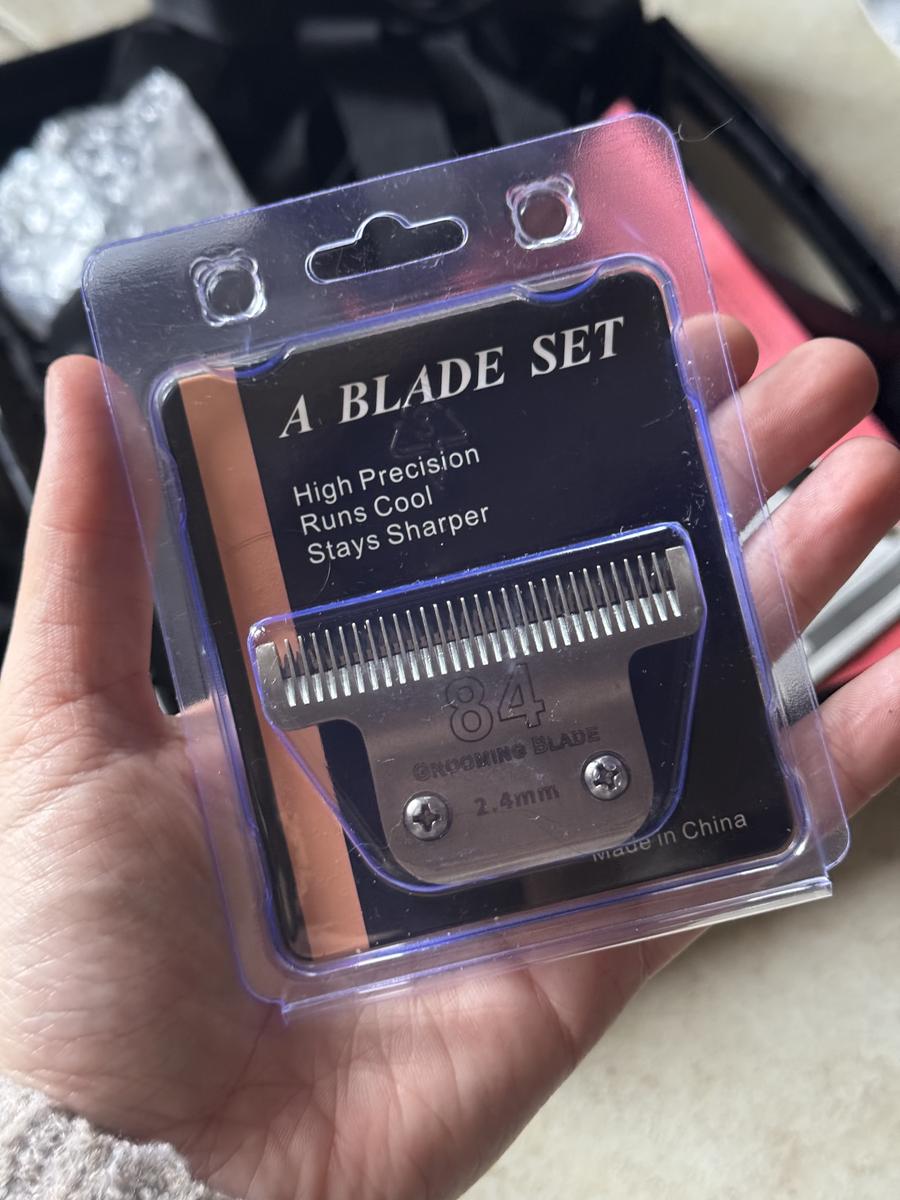 A BLADE SET
High Precision
Runs Cool
Stays Sharper
84
GROOMING BLADE
2.4mm
Made in China